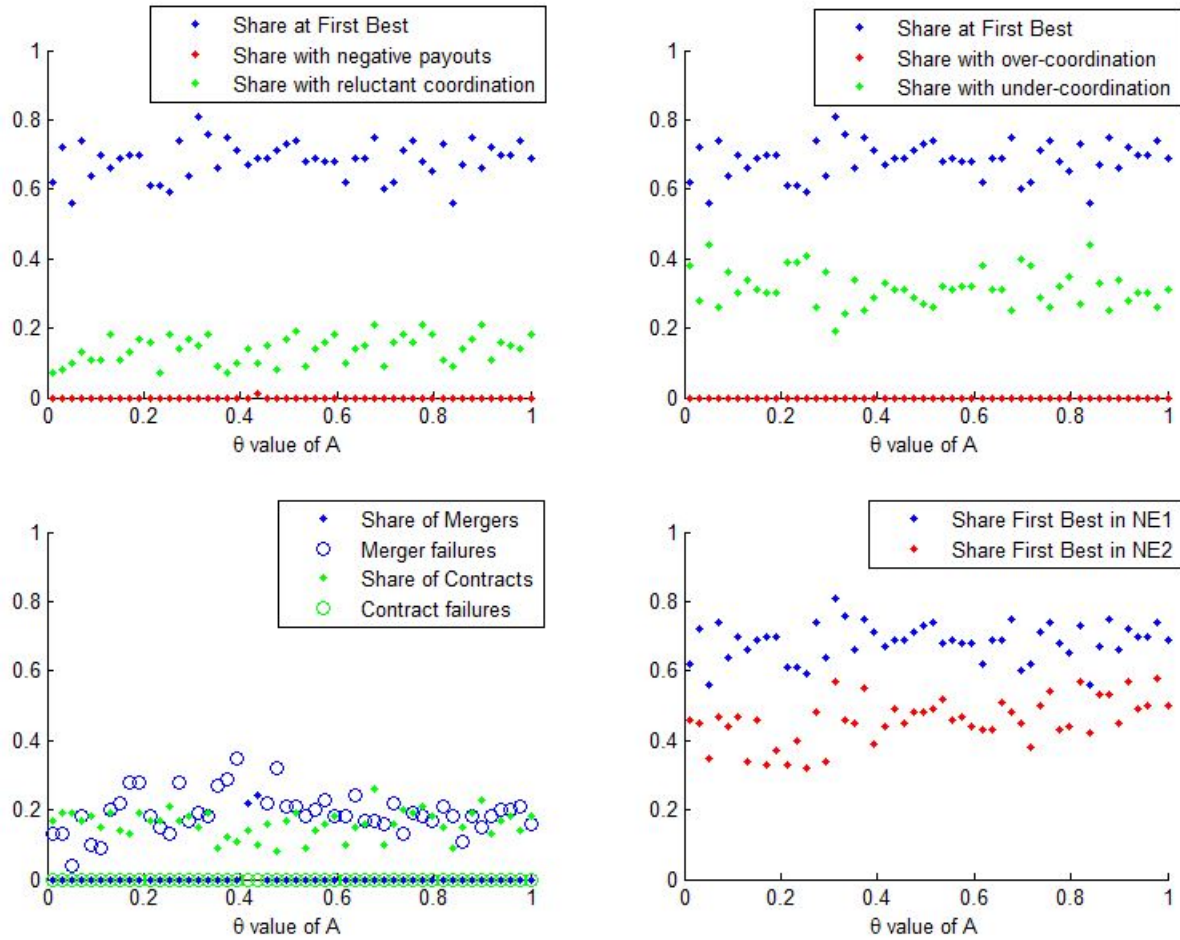 Share at First Best
Share with negative payouts
Share with reluctant coordination
1
0.8
0.6
0.4
0.2
0
0 0.2 0.4 0.6 0.8 1
θ value of A
Share at First Best
Share with over-coordination
Share with under-coordination
1
0.8
0.6
0.4
0.2
0
0 0.2 0.4 0.6 0.8 1
θ value of A
Share of Mergers
Merger failures
Share of Contracts
Contract failures
1
0.8
0.6
0.4
0.2
0
0 0.2 0.4 0.6 0.8 1
θ value of A
Share First Best in NE1
Share First Best in NE2
1
0.8
0.6
0.4
0.2
0
0 0.2 0.4 0.6 0.8 1
θ value of A